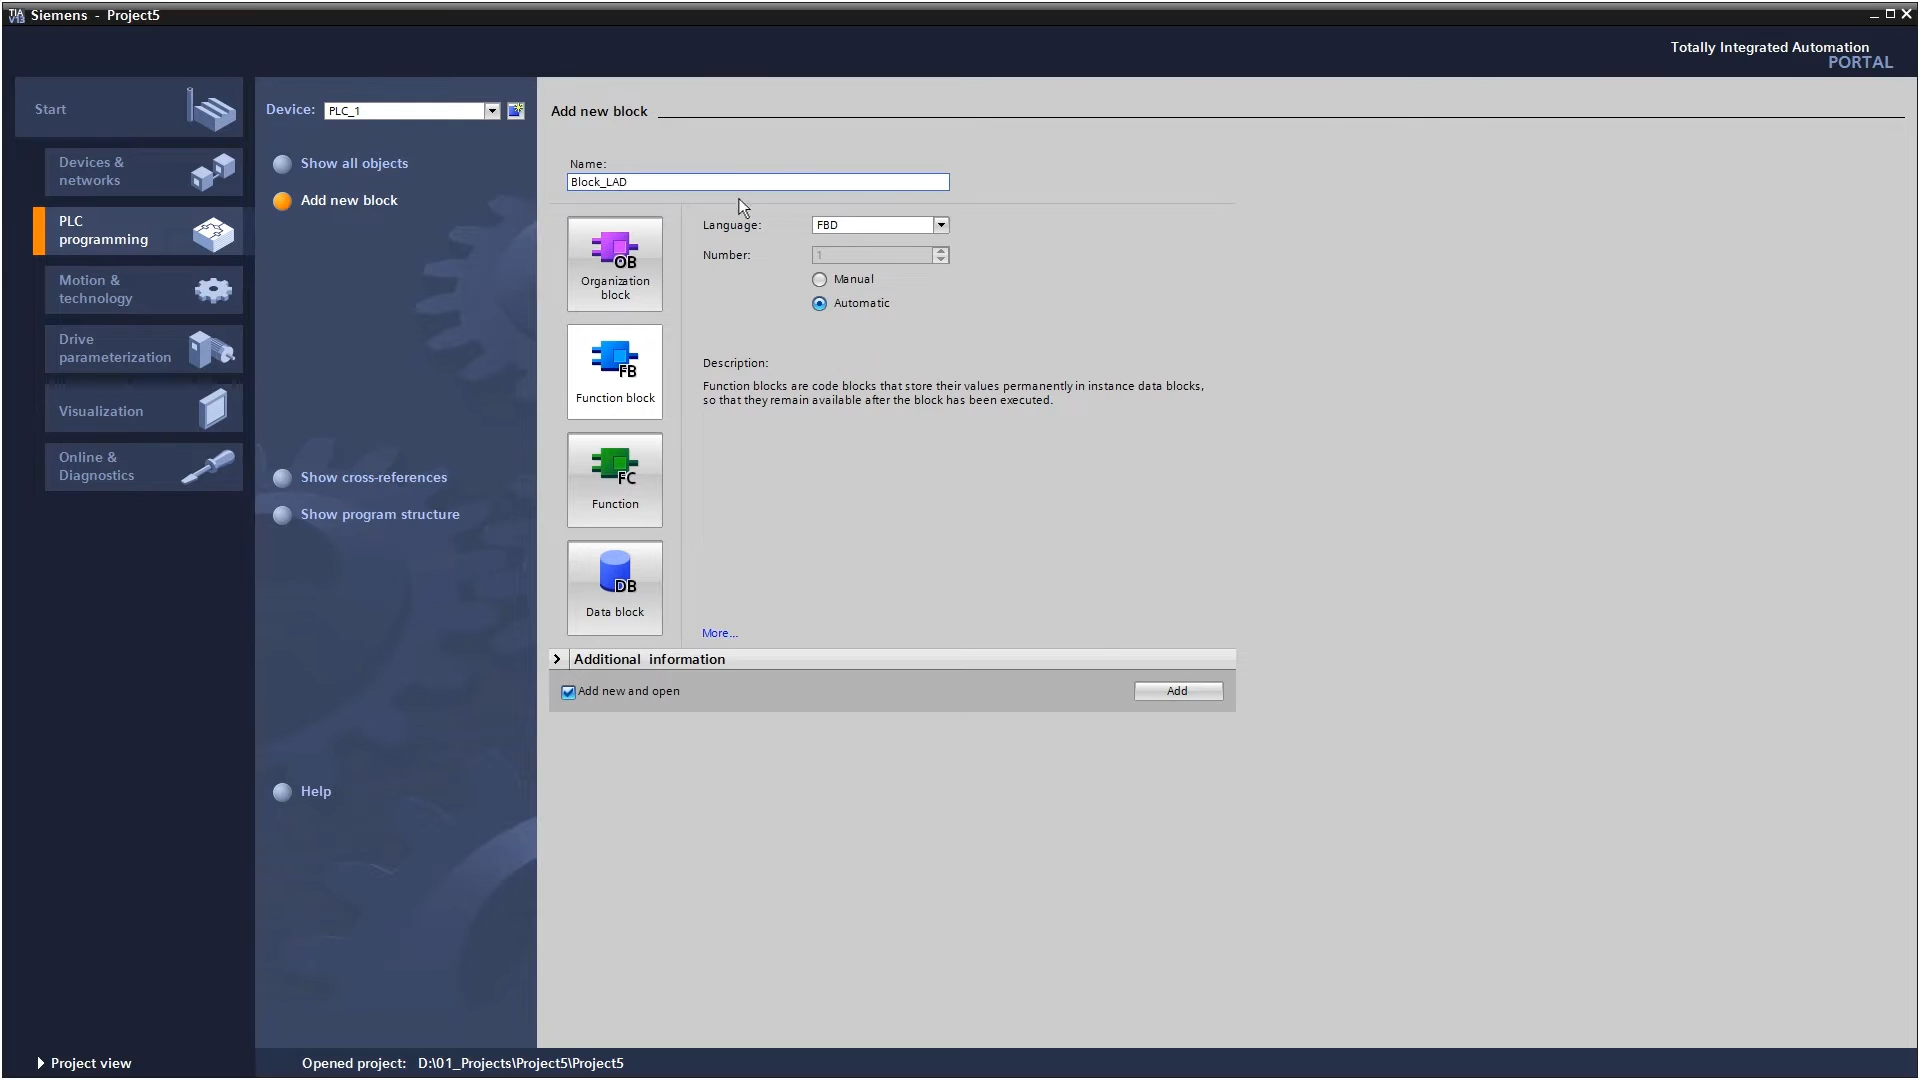 TIA
V13
Siemens - Project5
Totally Integrated Automation
PORTAL
Start
Devices &
networks
PLC
programming
Motion &
technology
Drive
parameterization
Visualization
Online &
Diagnostics
Device: PLC_1
Show all objects
Add new block
Show cross-references
Show program structure
Help
Add new block
Name:
Block_LAD
OB
Organization
block
FB
Function block
FC
Function
DB
Data block
Language: FBD
Number: 1
Manual
Automatic
Description:
Function blocks are code blocks that store their values permanently in instance data blocks,
so that they remain available after the block has been executed.
More...
Additional information
Add new and open
Add
Project view
Opened project: D:\01_Projects\Project5\Project5